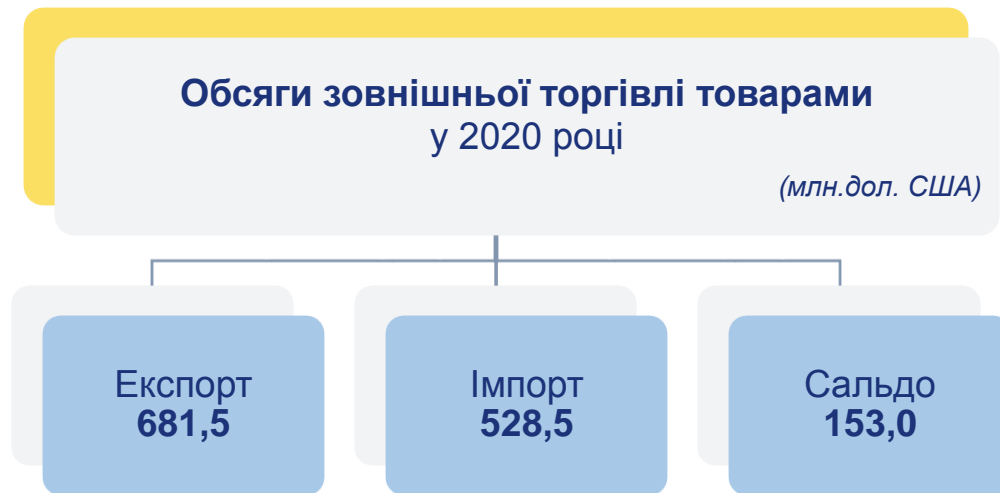 Обсяги зовнішньої торгівлі товарами
у 2020 році
(млн.дол. США)
Експорт
681,5
Імпорт
528,5
Сальдо
153,0